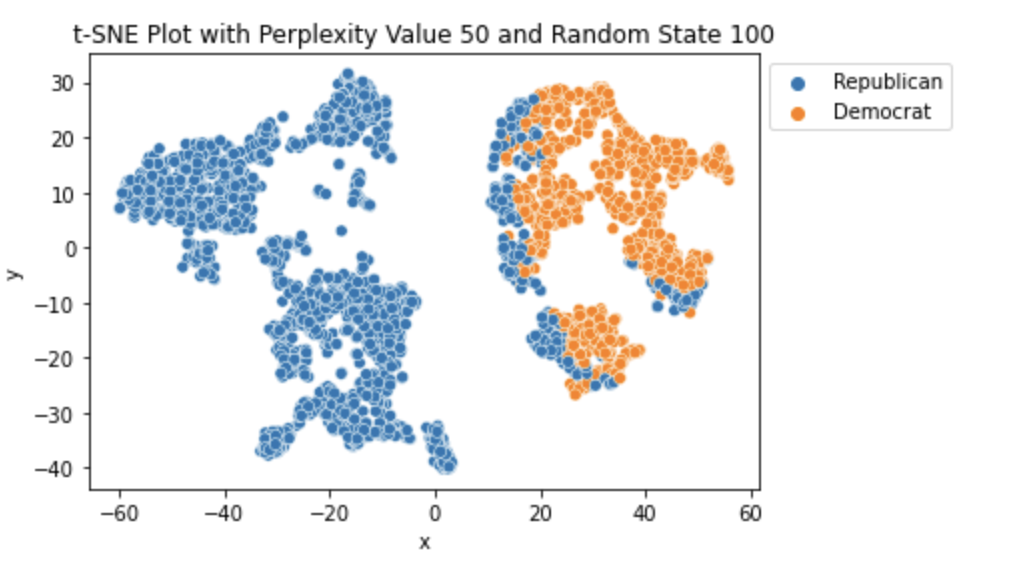 t-SNE Plot with Perplexity Value 50 and Random State 100
Republican
Democrat
30
20
10
0
−10
−20
−30
−40
y
−60 −40 −20 0 20 40 60
x